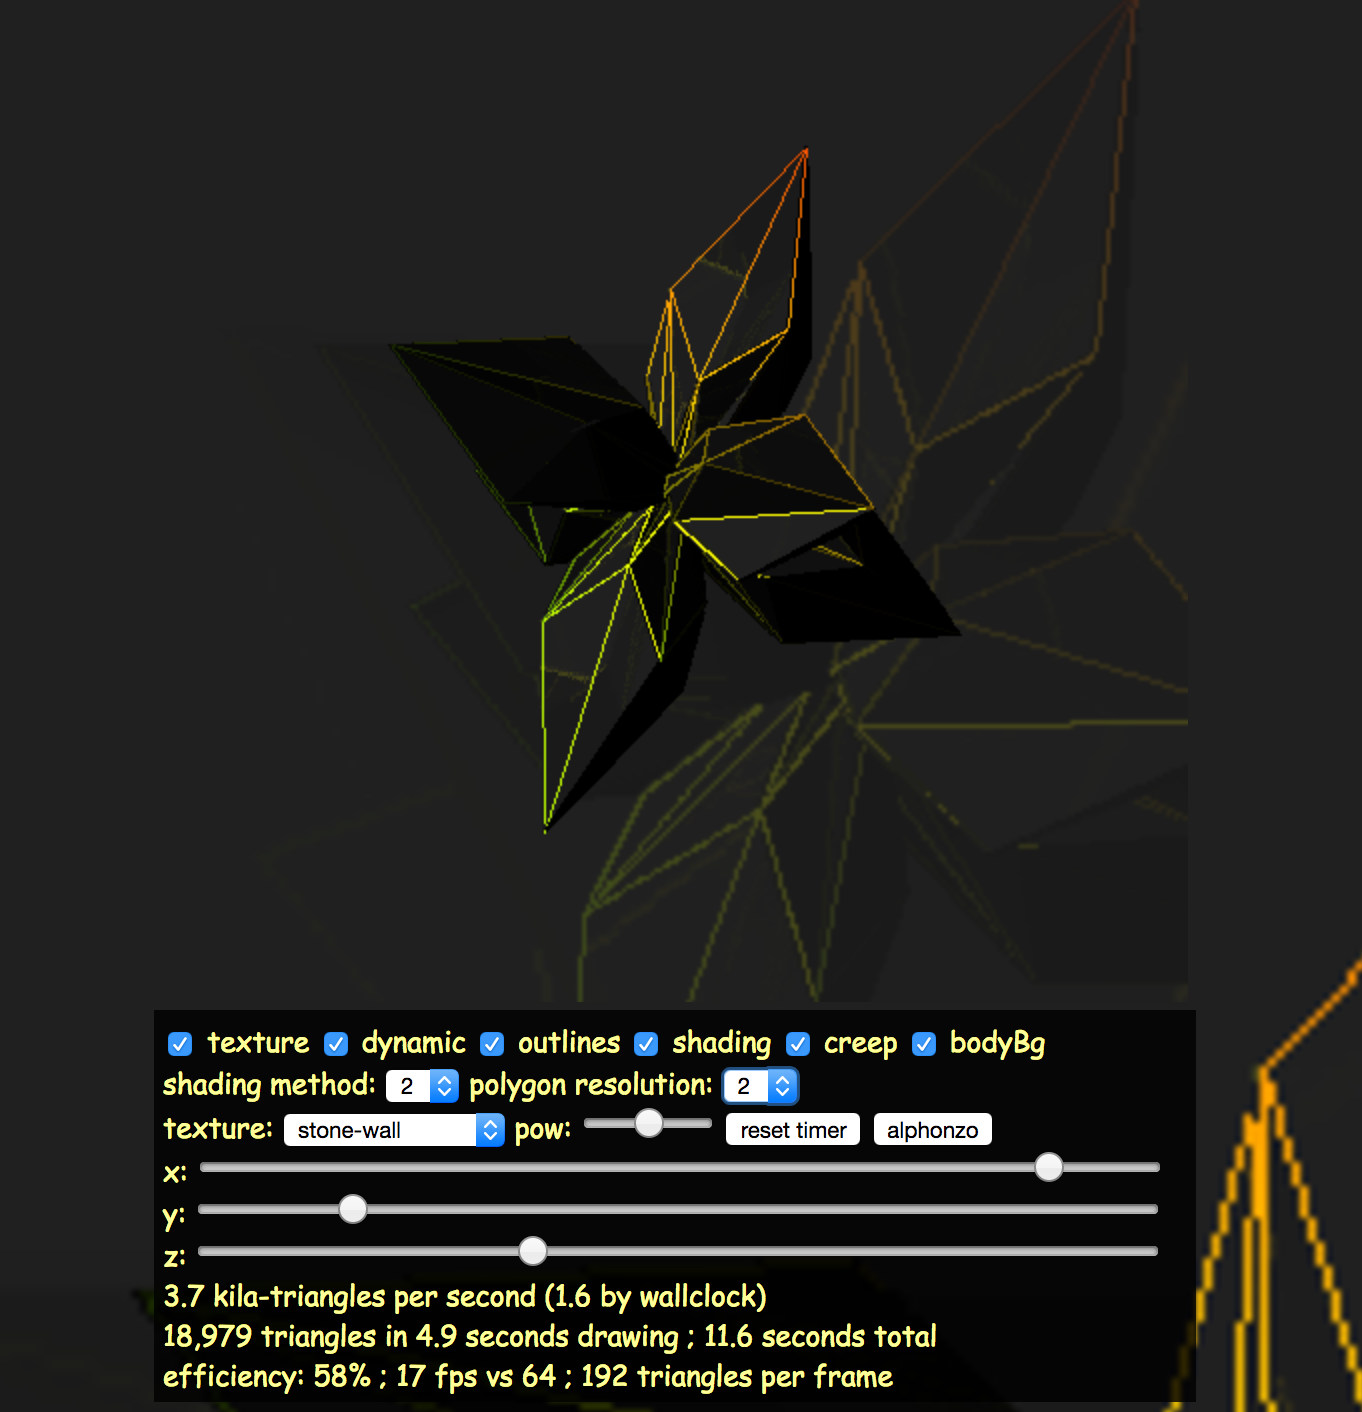 texture dynamic outlines shading creep bodyBg
shading method: 2 polygon resolution: 2
texture: stone-wall pow: reset timer alphonzo
x:
y:
z:
3.7 kila-triangles per second (1.6 by wallclock)
18,979 triangles in 4.9 seconds drawing ; 11.6 seconds total
efficiency: 58% ; 17 fps vs 64 ; 192 triangles per frame